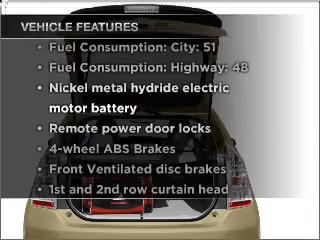 VEHICLE FEATURES
• Fuel Consumption: City: 51
• Fuel Consumption: Highway: 48
• Nickel metal hydride electric
motor battery
• Remote power door locks
• 4-wheel ABS Brakes
• Front Ventilated disc brakes
• 1st and 2nd row curtain head